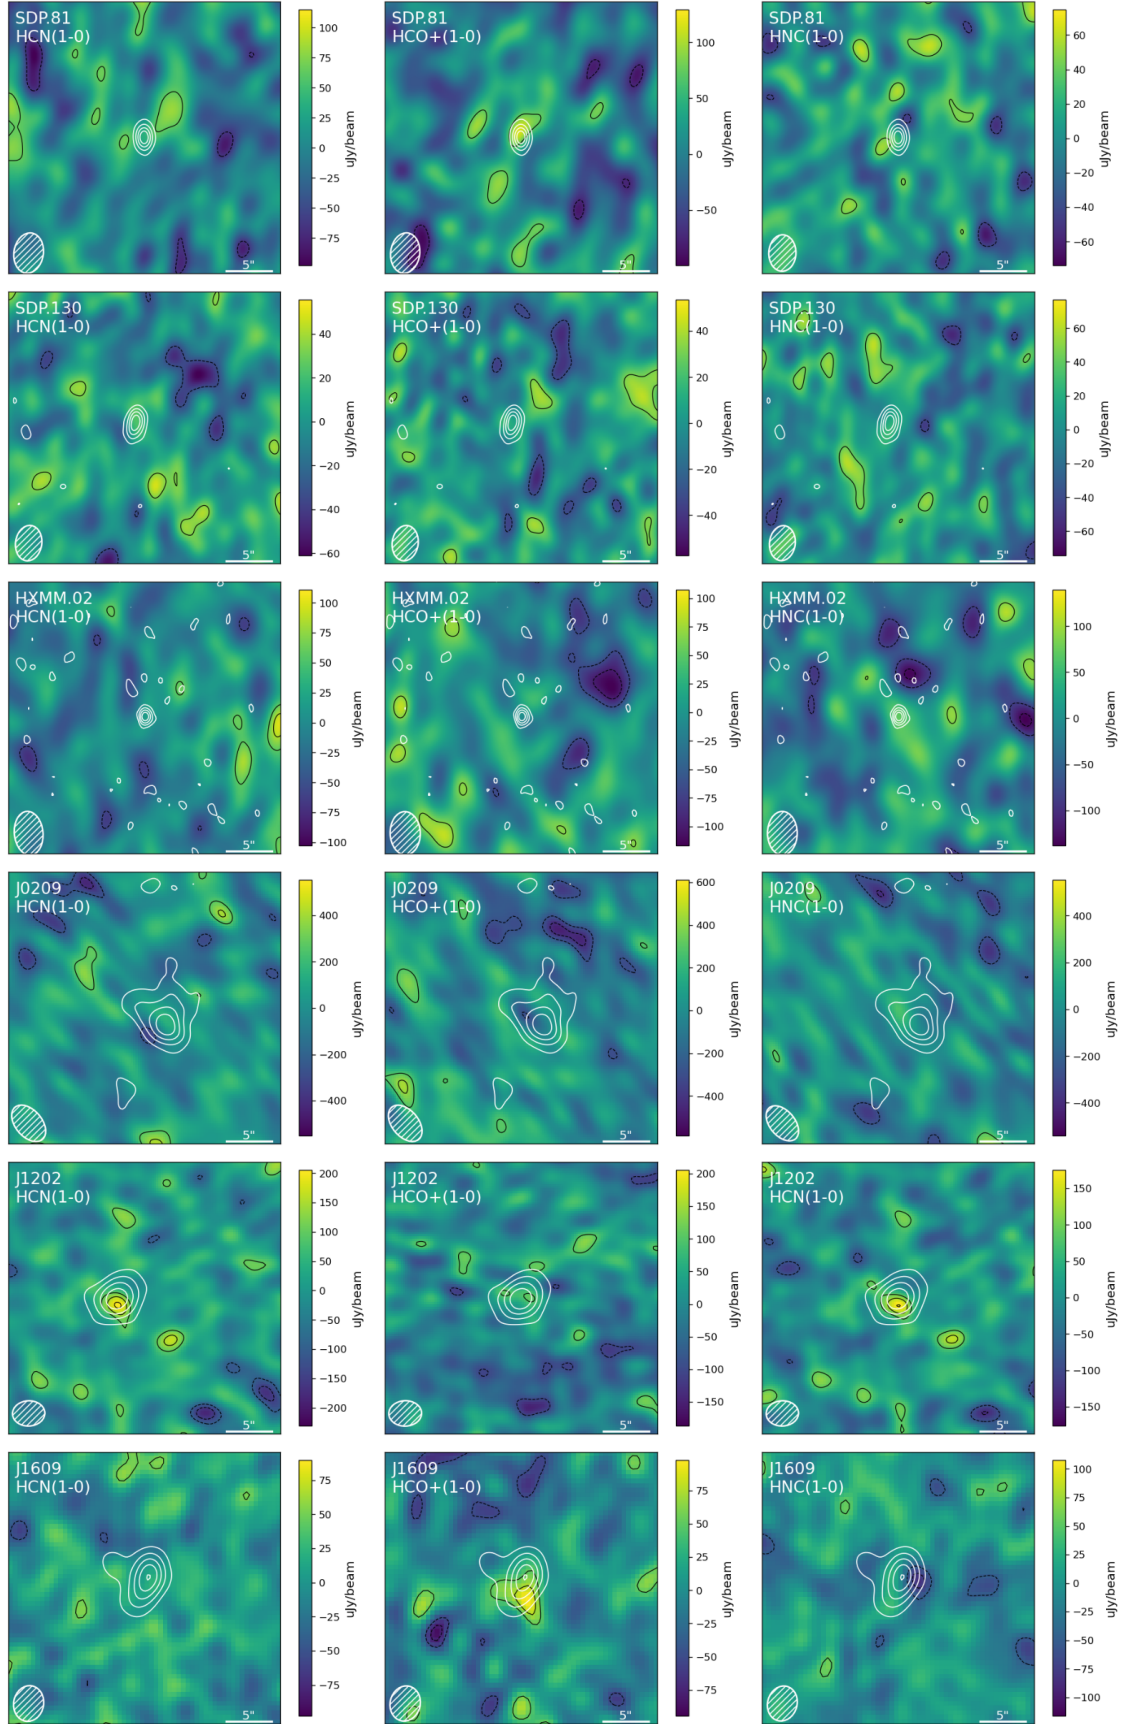 SDP.81
HCN(1-0)
5"
100
75
50
25
0
−25
−50
−75
uJy/beam
SDP.81
HCO+(1-0)
5"
100
50
0
−50
uJy/beam
SDP.81
HNC(1-0)
5"
60
40
20
0
−20
−40
−60
uJy/beam
SDP.130
HCN(1-0)
5"
40
20
0
−20
−40
−60
uJy/beam
SDP.130
HCO+(1-0)
5"
40
20
0
−20
−40
uJy/beam
SDP.130
HNC(1-0)
5"
60
40
20
0
−20
−40
−60
uJy/beam
HXMM.02
HCN(1-0)
5"
100
75
50
25
0
−25
−50
−75
−100
uJy/beam
HXMM.02
HCO+(1-0)
5"
100
75
50
25
0
−25
−50
−75
−100
uJy/beam
HXMM.02
HNC(1-0)
5"
100
50
0
−50
−100
uJy/beam
J0209
HCN(1-0)
5"
400
200
0
−200
−400
uJy/beam
J0209
HCO+(1-0)
5"
600
400
200
0
−200
−400
uJy/beam
J0209
HNC(1-0)
5"
400
200
0
−200
−400
uJy/beam
J1202
HCN(1-0)
5"
200
150
100
50
0
−50
−100
−150
−200
uJy/beam
J1202
HCO+(1-0)
5"
200
150
100
50
0
−50
−100
−150
uJy/beam
J1202
HCN(1-0)
5"
150
100
50
0
−50
−100
−150
uJy/beam
J1609
HCN(1-0)
5"
75
50
25
0
−25
−50
−75
uJy/beam
J1609
HCO+(1-0)
5"
75
50
25
0
−25
−50
−75
uJy/beam
J1609
HNC(1-0)
5"
100
75
50
25
0
−25
−50
−75
−100
uJy/beam